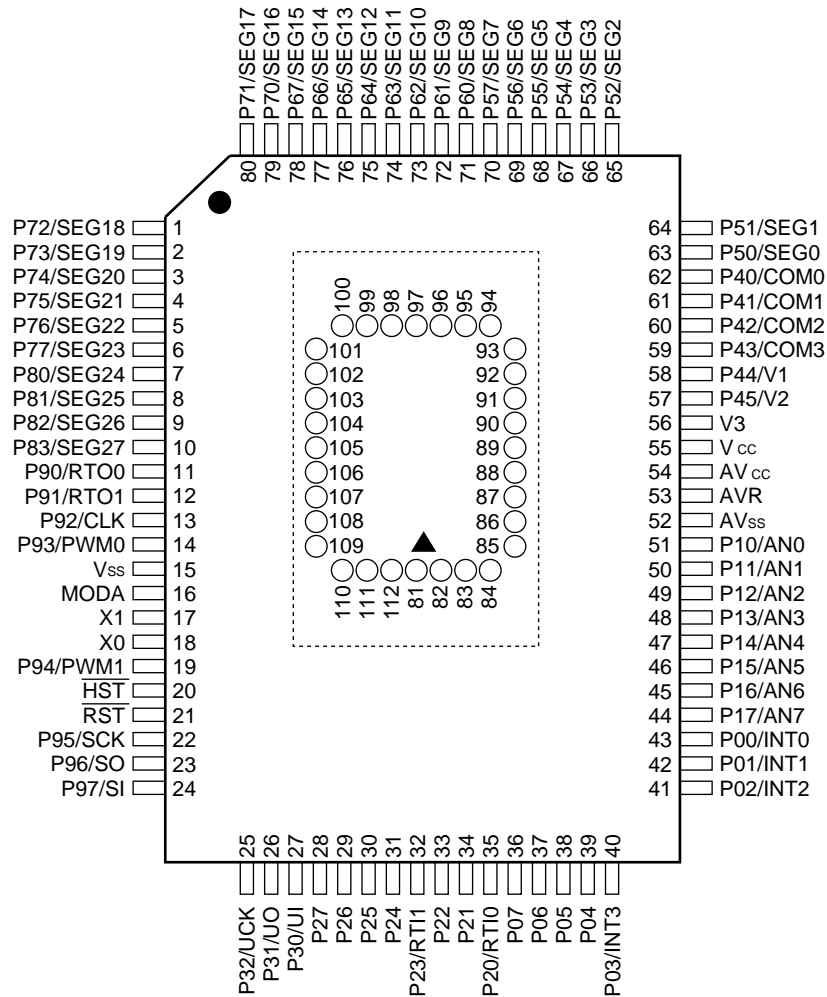 P71/SEG17
P70/SEG16
P67/SEG15
P66/SEG14
P65/SEG13
P64/SEG12
P63/SEG11
P62/SEG10
P61/SEG9
P60/SEG8
P57/SEG7
P56/SEG6
P55/SEG5
P54/SEG4
P53/SEG3
P52/SEG2
80
79
78
77
76
75
74
73
72
71
70
69
68
67
66
65
P72/SEG18 1
P73/SEG19 2
P74/SEG20 3
P75/SEG21 4
P76/SEG22 5
P77/SEG23 6
P80/SEG24 7
P81/SEG25 8
P82/SEG26 9
P83/SEG27 10
P90/RTO0 11
P91/RTO1 12
P92/CLK 13
P93/PWM0 14
Vss 15
MODA 16
X1 17
X0 18
P94/PWM1 19
HST 20
RST 21
P95/SCK 22
P96/SO 23
P97/SI 24
100
99
98
97
96
95
94
101
102
103
104
105
106
107
108
109
93
92
91
90
89
88
87
86
85
110
111
112
81
82
83
84
64 P51/SEG1
63 P50/SEG0
62 P40/COM0
61 P41/COM1
60 P42/COM2
59 P43/COM3
58 P44/V1
57 P45/V2
56 V3
55 Vcc
54 AVcc
53 AVR
52 AVss
51 P10/AN0
50 P11/AN1
49 P12/AN2
48 P13/AN3
47 P14/AN4
46 P15/AN5
45 P16/AN6
44 P17/AN7
43 P00/INT0
42 P01/INT1
41 P02/INT2
25
26
27
28
29
30
31
32
33
34
35
36
37
38
39
40
P32/UCK
P31/UO
P30/UI
P27
P26
P25
P24
P23/RTI1
P22
P21
P20/RTI0
P07
P06
P05
P04
P03/INT3